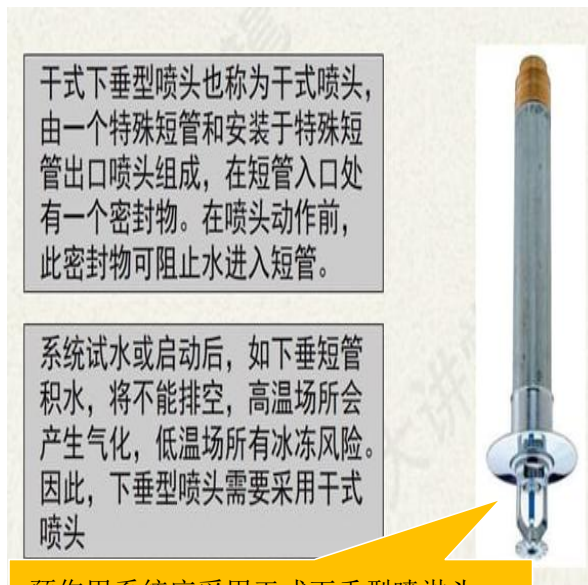 干式下垂型喷头也称为干式喷头，
由一个特殊短管和安装于特殊短
管出口喷头组成，在短管入口处
有一个密封物。在喷头动作前，
此密封物可阻止水进入短管。
系统试水或启动后，如下垂短管
积水，将不能排空，高温场所会
产生气化，低温场所有冰冻风险。
因此，下垂型喷头需要采用干式
喷头